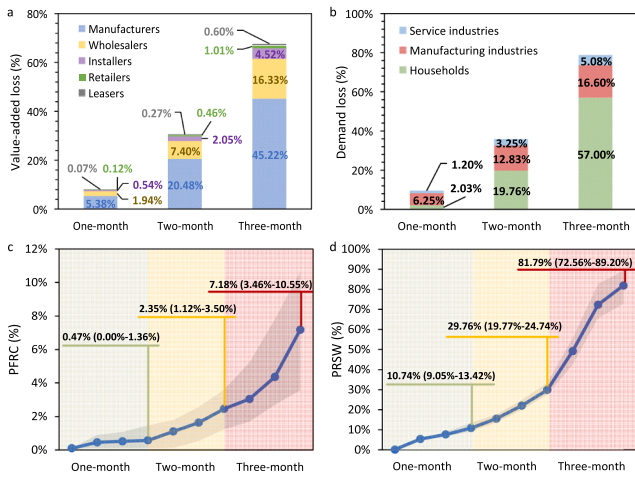 a
80%
60%
40%
20%
0%
Value-added loss (%)
Manufacturers
Wholesalers
Installers
Retailers
Leasers
0.07%
0.12%
0.54%
1.94%
5.38%
0.27%
0.46%
2.05%
7.40%
20.48%
0.60%
1.01%
4.52%
16.33%
45.22%
One-month
Two-month
Three-month
b
100%
80%
60%
40%
20%
0%
Demand loss (%)
Service industries
Manufacturing industries
Households
1.20%
6.25%
2.03%
3.25%
12.83%
19.76%
5.08%
16.60%
57.00%
One-month
Two-month
Three-month
c
12%
10%
8%
6%
4%
2%
0%
PFRC (%)
7.18% (3.46%-10.55%)
2.35% (1.12%-3.50%)
0.47% (0.00%-1.36%)
One-month
Two-month
Three-month
d
100%
90%
80%
70%
60%
50%
40%
30%
20%
10%
0%
PRSW (%)
81.79% (72.56%-89.20%)
29.76% (19.77%-24.74%)
10.74% (9.05%-13.42%)
One-month
Two-month
Three-month